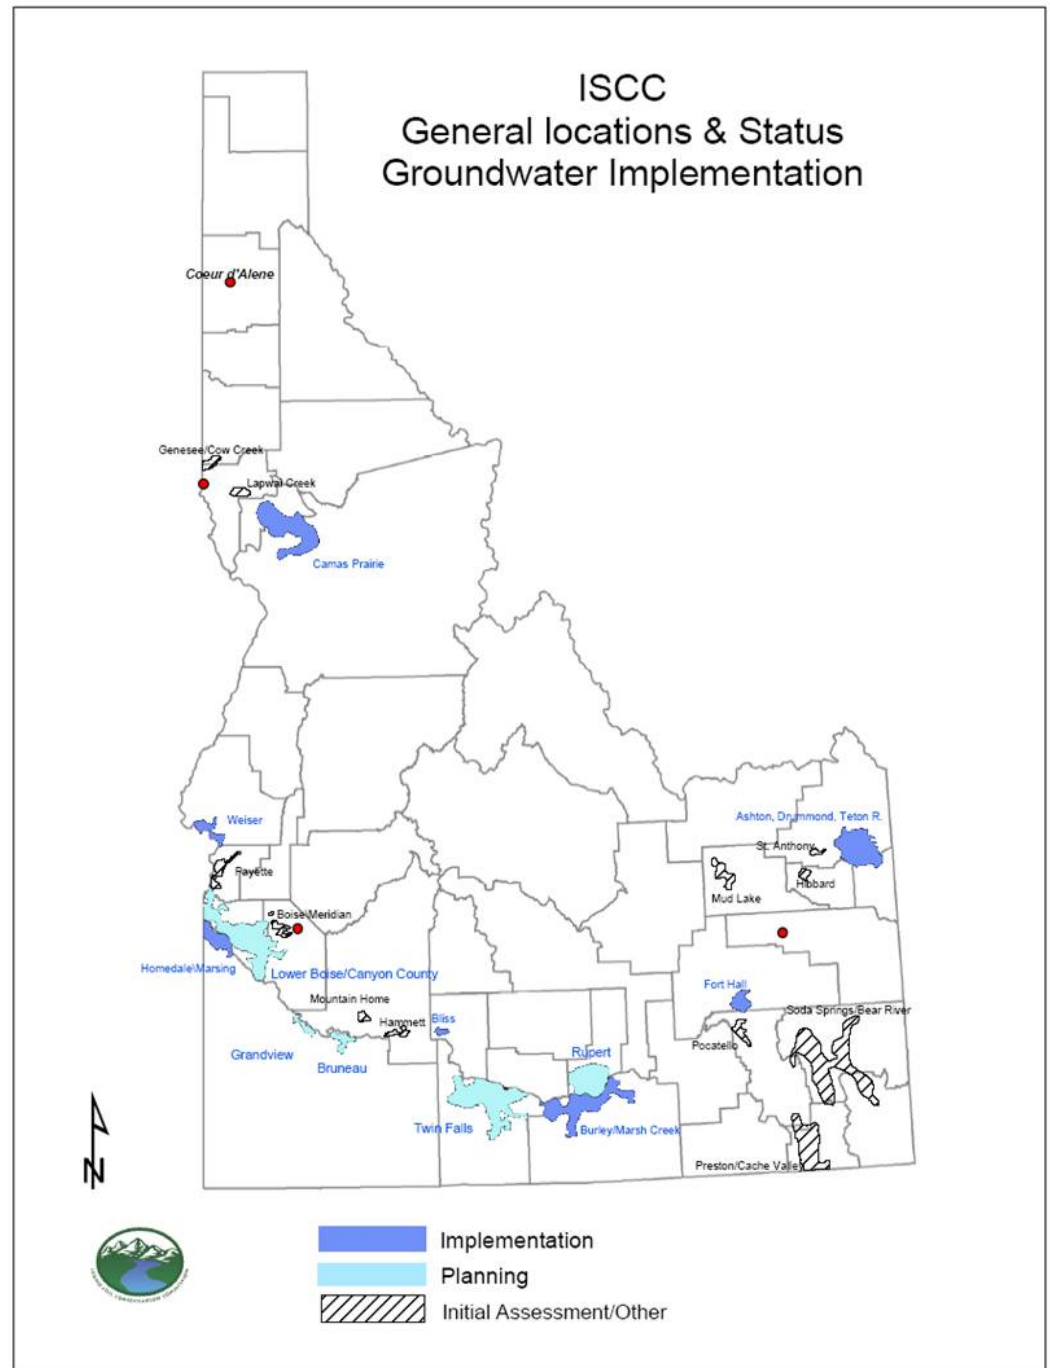 ISCC
General locations & Status
Groundwater Implementation
Coeur d'Alene
Genesee/Cow Creek
Lapwai Creek
Camas Prairie
Weiser
Ashton, Drummond, Teton R.
St. Anthony
Payette
Hibbard
Mud Lake
Boise\Meridian
Homedale\Marsing
Lower Boise/Canyon County
Fort Hall
Mountain Home
Soda Springs/Bear River
Hammett
Bliss
Pocatello
Grandview
Rupert
Bruneau
Twin Falls
Burley/Marsh Creek
Preston/Cache Valley
N
Implementation
Planning
Initial Assessment/Other